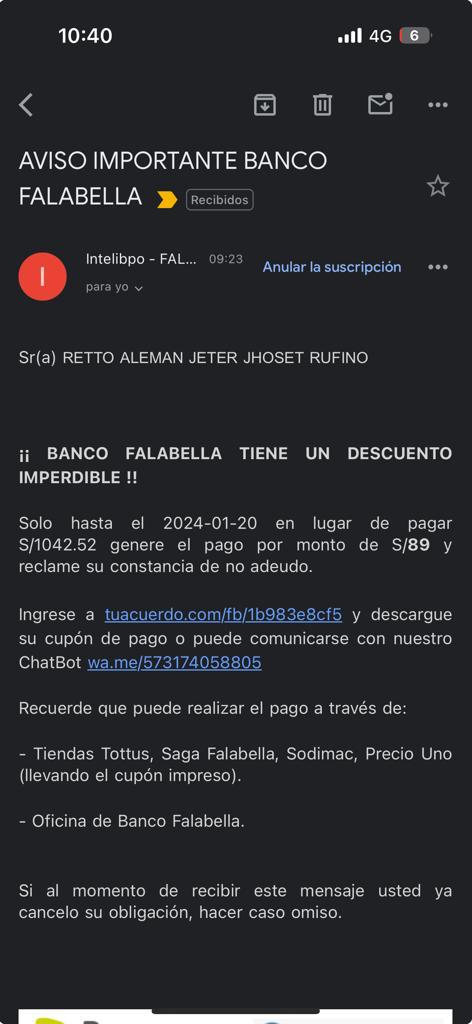 10:40
4G
6
AVISO IMPORTANTE BANCO
FALABELLA
Recibidos
I
Intelibpo - FAL...
09:23
Anular la suscripción
para yo
Sr(a) RETTO ALEMAN JETER JHOSET RUFINO
¡¡ BANCO FALABELLA TIENE UN DESCUENTO
IMPERDIBLE !!
Solo hasta el 2024-01-20 en lugar de pagar
S/1042.52 genere el pago por monto de S/89 y
reclame su constancia de no adeudo.
Ingrese a tuacuerdo.com/fb/1b983e8cf5 y descargue
su cupón de pago o puede comunicarse con nuestro
ChatBot wa.me/573174058805
Recuerde que puede realizar el pago a través de:
- Tiendas Tottus, Saga Falabella, Sodimac, Precio Uno
(llevando el cupón impreso).
- Oficina de Banco Falabella.
Si al momento de recibir este mensaje usted ya
cancelo su obligación, hacer caso omiso.